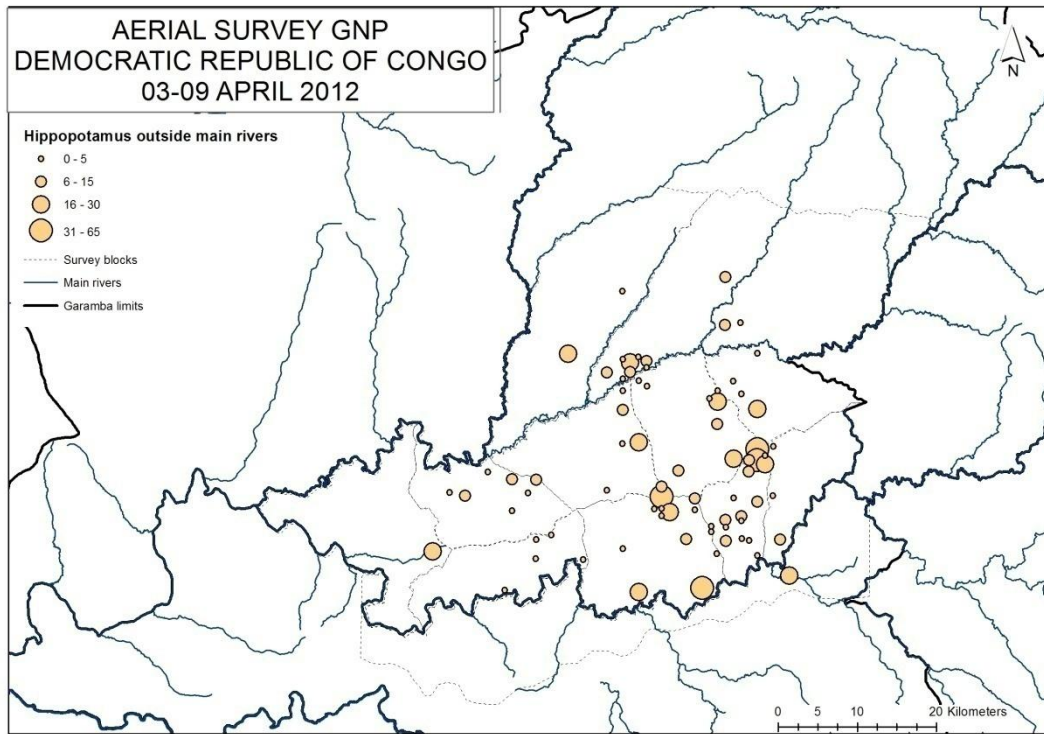 AERIAL SURVEY GNP
DEMOCRATIC REPUBLIC OF CONGO
03-09 APRIL 2012
N
Hippopotamus outside main rivers
0 - 5
6 - 15
16 - 30
31 - 65
Survey blocks
Main rivers
Garamba limits
0 5 10 20 Kilometers